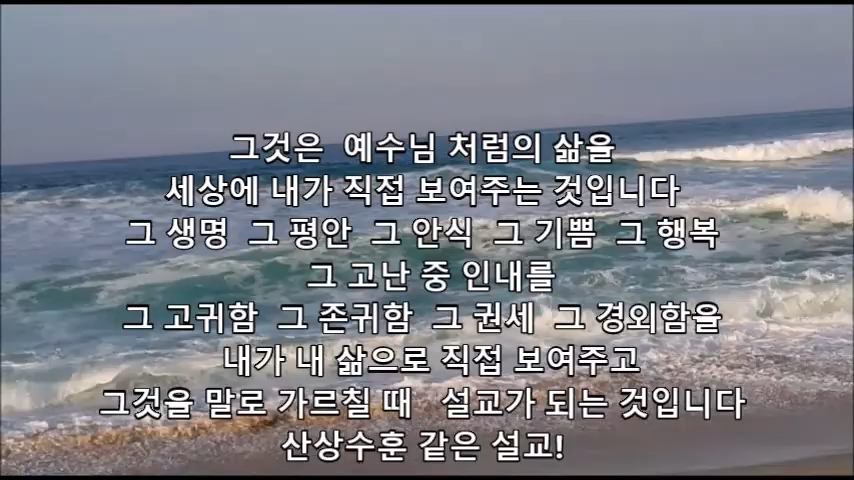 그것은 예수님 처럼의 삶을
세상에 내가 직접 보여주는 것입니다
그 생명 그 평안 그 안식 그 기쁨 그 행복
그 고난 중 인내를
그 고귀함 그 존귀함 그 권세 그 경외함을
내가 내 삶으로 직접 보여주고
그것을 말로 가르칠 때 설교가 되는 것입니다
산상수훈 같은 설교!